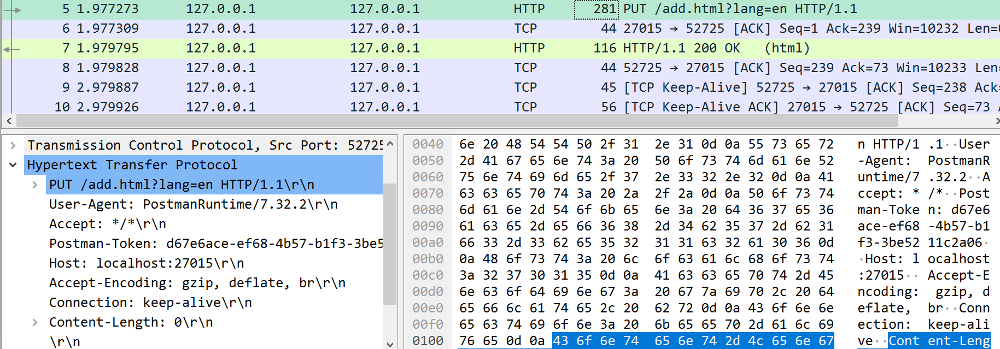 5 1.977273 127.0.0.1 127.0.0.1 HTTP 281 PUT /add.html?lang=en HTTP/1.1
6 1.977309 127.0.0.1 127.0.0.1 TCP 44 27015 → 52725 [ACK] Seq=1 Ack=239 Win=10232 Len=
7 1.979795 127.0.0.1 127.0.0.1 HTTP 116 HTTP/1.1 200 OK (html)
8 1.979828 127.0.0.1 127.0.0.1 TCP 44 52725 → 27015 [ACK] Seq=239 Ack=73 Win=10233 Len=
9 2.979887 127.0.0.1 127.0.0.1 TCP 45 [TCP Keep-Alive] 52725 → 27015 [ACK] Seq=238 Ack=
10 2.979926 127.0.0.1 127.0.0.1 TCP 56 [TCP Keep-Alive ACK] 27015 → 52725 [ACK] Seq=73
Transmission Control Protocol, Src Port: 52725
Hypertext Transfer Protocol
PUT /add.html?lang=en HTTP/1.1\r\n
User-Agent: PostmanRuntime/7.32.2\r\n
Accept: */*\r\n
Postman-Token: d67e6ace-ef68-4b57-b1f3-3be5
Host: localhost:27015\r\n
Accept-Encoding: gzip, deflate, br\r\n
Connection: keep-alive\r\n
Content-Length: 0\r\n
\r\n
0040 6e 20 48 54 54 50 2f 31 2e 31 0d 0a 55 73 65 72 n HTTP/1 .1··User
0050 2d 41 67 65 6e 74 3a 20 50 6f 73 74 6d 61 6e 52 -Agent: PostmanR
0060 75 6e 74 69 6d 65 2f 37 2e 33 32 2e 32 0d 0a 41 untime/7 .32.2··A
0070 63 63 65 70 74 3a 20 2a 2f 2a 0d 0a 50 6f 73 74 ccept: * /*··Post
0080 6d 61 6e 2d 54 6f 6b 65 6e 3a 20 64 36 37 65 36 man-Toke n: d67e6
0090 61 63 65 2d 65 66 36 38 2d 34 62 35 37 2d 62 31 ace-ef68 -4b57-b1
00a0 66 33 2d 33 62 65 35 32 31 31 63 32 61 30 36 0d f3-3be52 11c2a06·
00b0 0a 48 6f 73 74 3a 20 6c 6f 63 61 6c 68 6f 73 74 ·Host: l ocalhost
00c0 3a 32 37 30 31 35 0d 0a 41 63 63 65 70 74 2d 45 :27015·· Accept-E
00d0 6e 63 6f 64 69 6e 67 3a 20 67 7a 69 70 2c 20 64 ncoding: gzip, d
00e0 65 66 6c 61 74 65 2c 20 62 72 0d 0a 43 6f 6e 6e eflate, br··Conn
00f0 65 63 74 69 6f 6e 3a 20 6b 65 65 70 2d 61 6c 69 ection: keep-ali
0100 76 65 0d 0a 43 6f 6e 74 65 6e 74 2d 4c 65 6e 67 ve··Cont ent-Leng